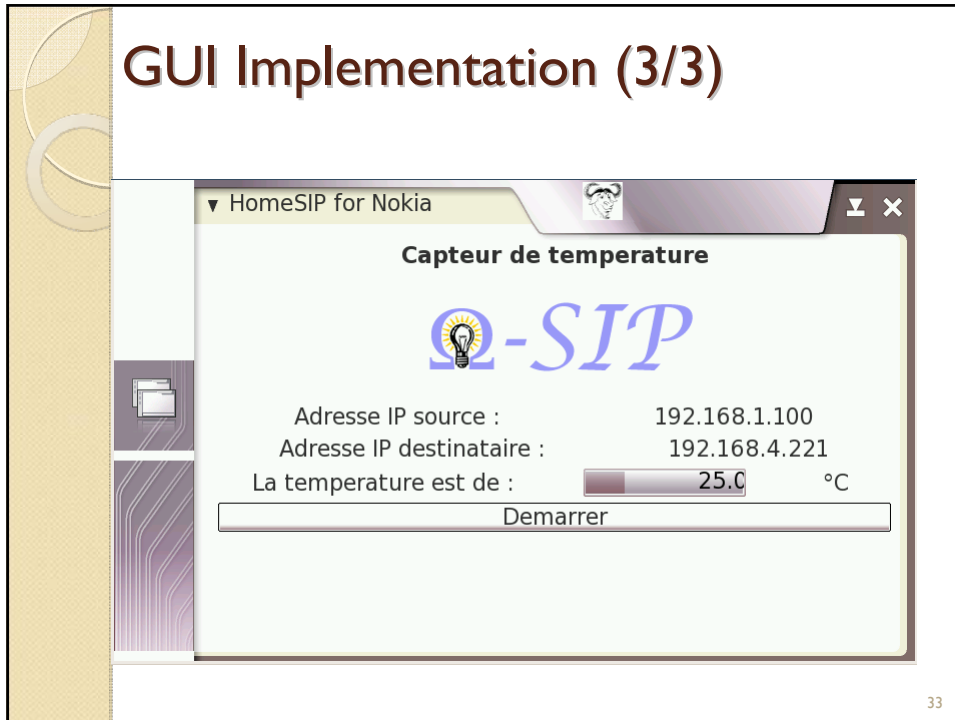 GUI Implementation (3/3)
HomeSIP for Nokia
Capteur de temperature
Ω-SIP
Adresse IP source : 192.168.1.100
Adresse IP destinataire : 192.168.4.221
La temperature est de : 25.0 °C
Demarrer
33